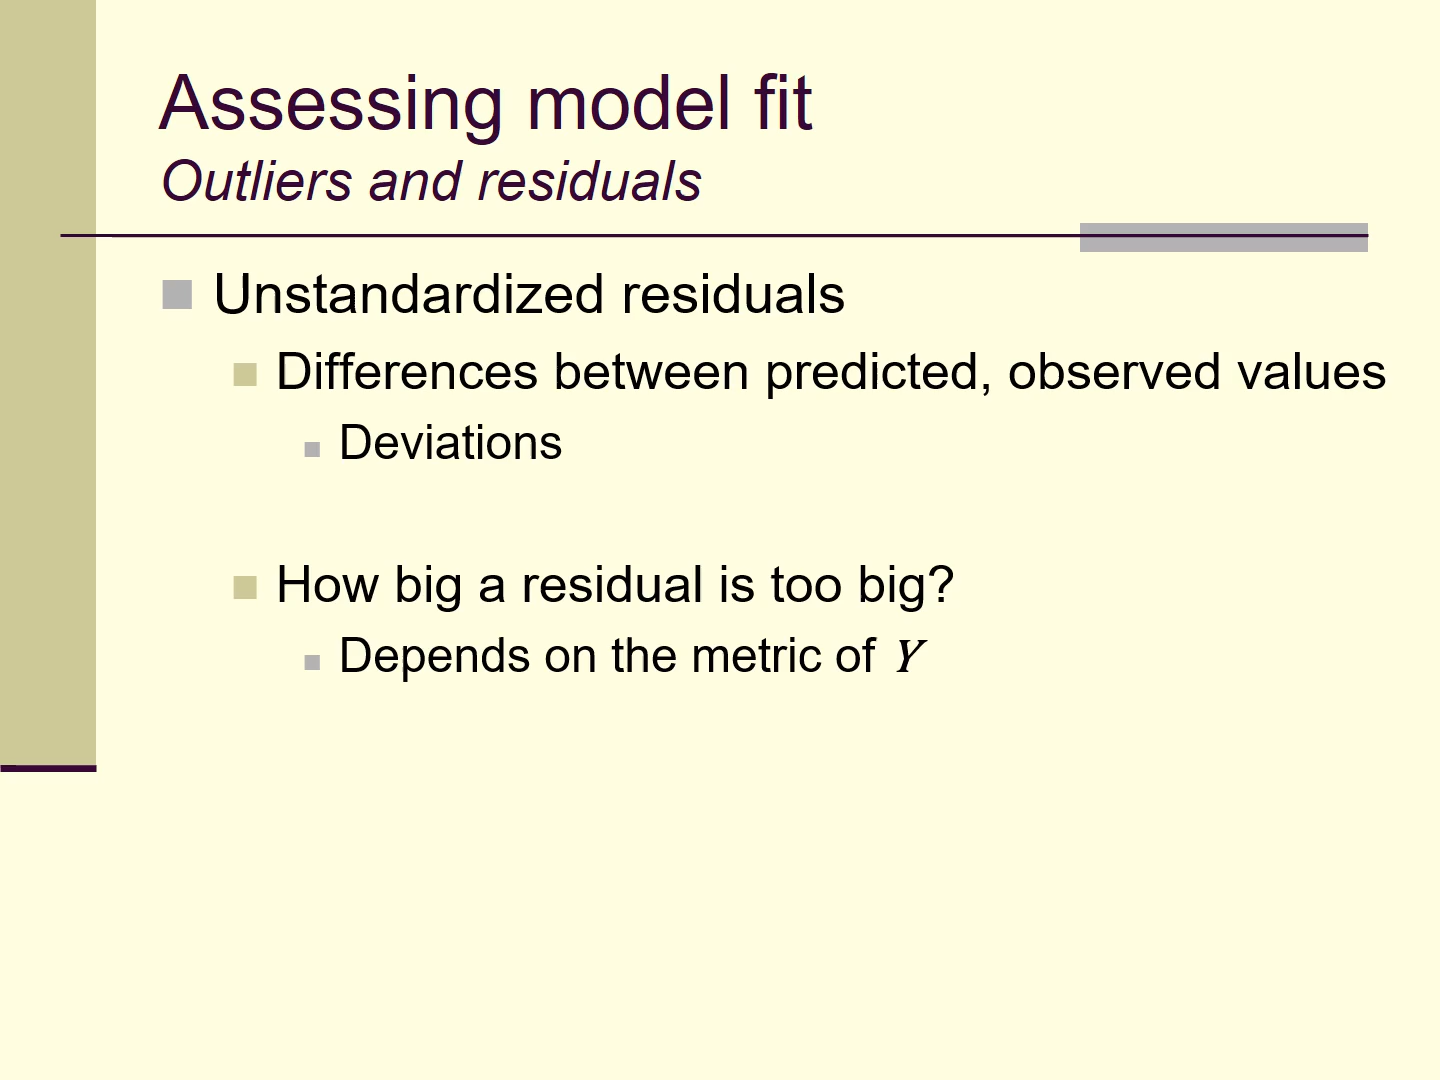 Assessing model fit
Outliers and residuals
Unstandardized residuals
Differences between predicted, observed values
Deviations
How big a residual is too big?
Depends on the metric of Y